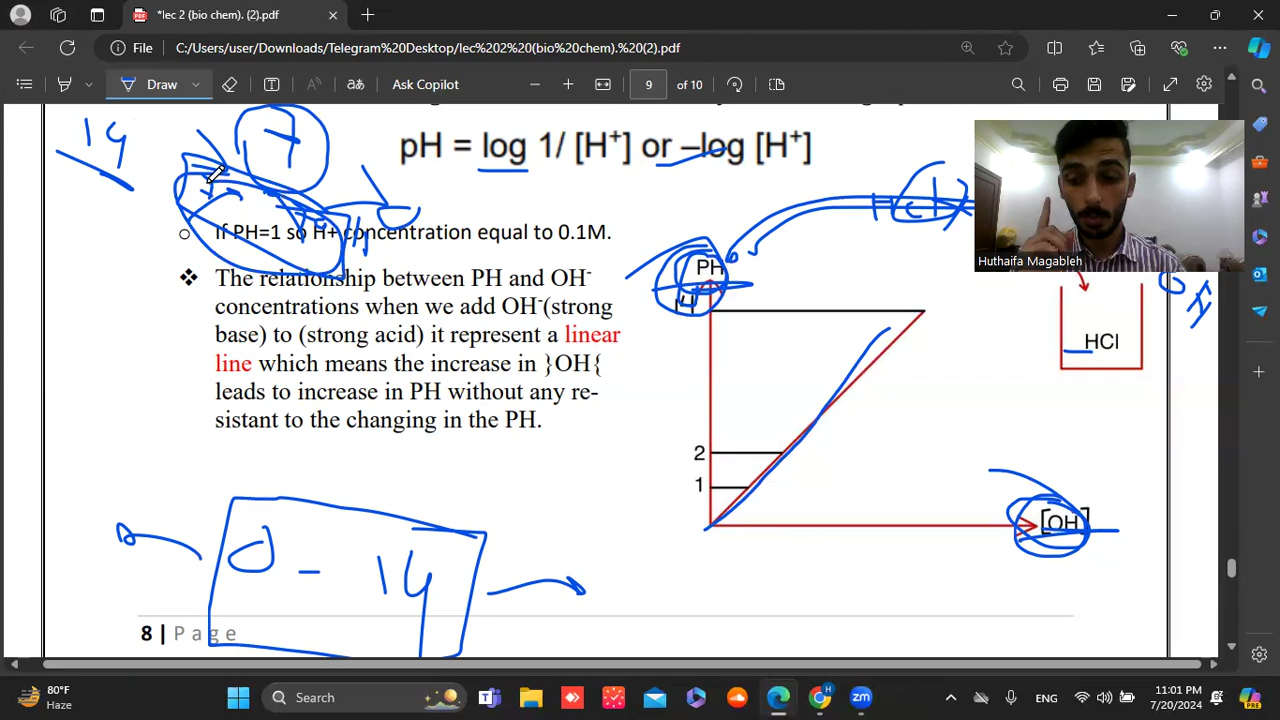 *lec 2 (bio chem). (2).pdf
File C:/Users/user/Downloads/Telegram%20Desktop/lec%202%20(bio%20chem).%20(2).pdf
Draw Ask Copilot 9 of 10
14
7
pH = log 1/ [H+] or –log [H+]
HCl
Huthaifa Magableh
If PH=1 so H+ concentration equal to 0.1M.
The relationship between PH and OH-
concentrations when we add OH-(strong
base) to (strong acid) it represent a linear
line which means the increase in }OH{
leads to increase in PH without any re-
sistant to the changing in the PH.
PH
14
2
1
[OH]
HCl
0 – 14
8 | Page
80°F
Haze
Search
ENG
11:01 PM
7/20/2024